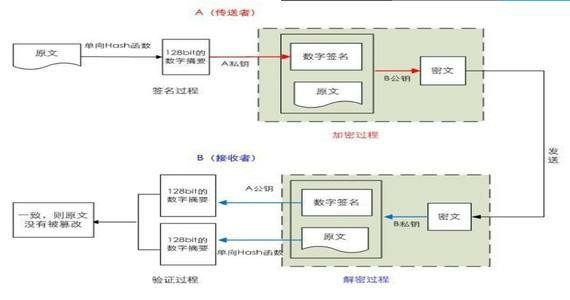 A (传送者)
原文
单向Hash函数
128bit的
数字摘要
A私钥
数字签名
原文
B公钥
密文
签名过程
加密过程
发
送
B (接收者)
一致，则原文
没有被篡改
128bit的
数字摘要
A公钥
数字签名
128bit的
数字摘要
单向Hash函数
原文
B私钥
密文
验证过程
解密过程